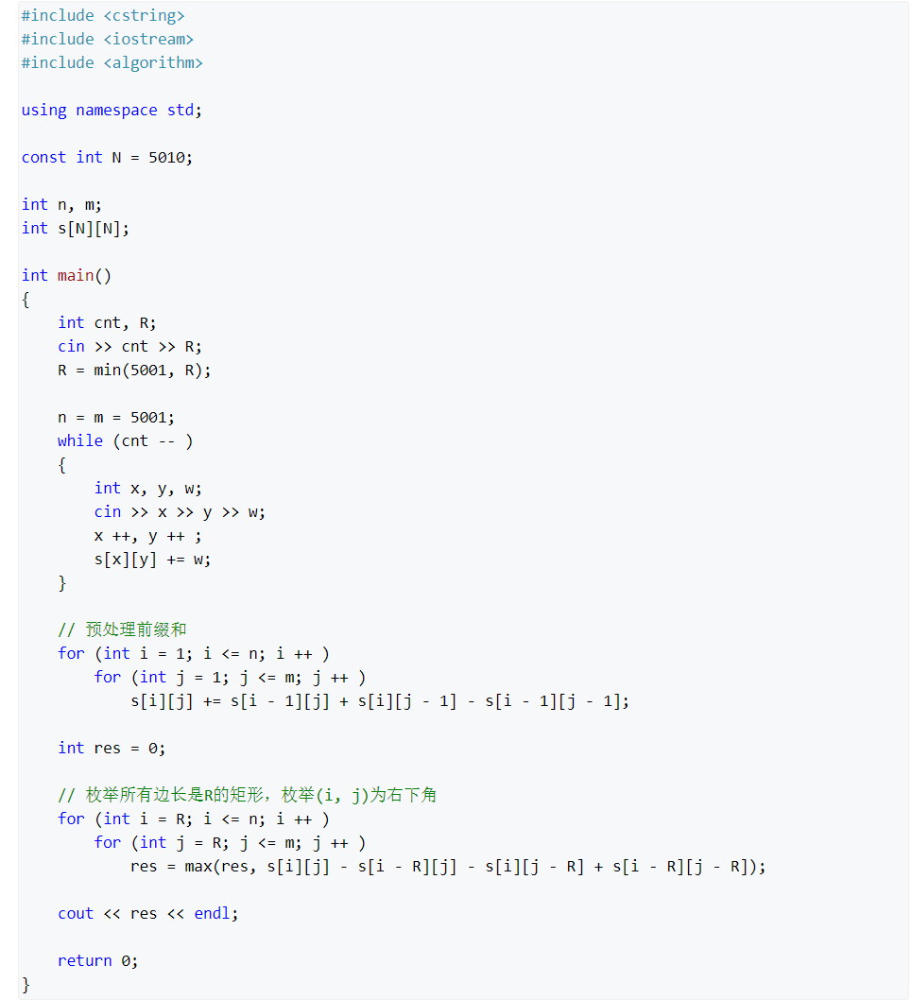 #include <cstring>
#include <iostream>
#include <algorithm>
using namespace std;
const int N = 5010;
int n, m;
int s[N][N];
int main()
{
int cnt, R;
cin >> cnt >> R;
R = min(5001, R);
n = m = 5001;
while (cnt -- )
{
int x, y, w;
cin >> x >> y >> w;
x ++, y ++ ;
s[x][y] += w;
}
// 预处理前缀和
for (int i = 1; i <= n; i ++ )
for (int j = 1; j <= m; j ++ )
s[i][j] += s[i - 1][j] + s[i][j - 1] - s[i - 1][j - 1];
int res = 0;
// 枚举所有边长是R的矩形，枚举(i, j)为右下角
for (int i = R; i <= n; i ++ )
for (int j = R; j <= m; j ++ )
res = max(res, s[i][j] - s[i - R][j] - s[i][j - R] + s[i - R][j - R]);
cout << res << endl;
return 0;
}